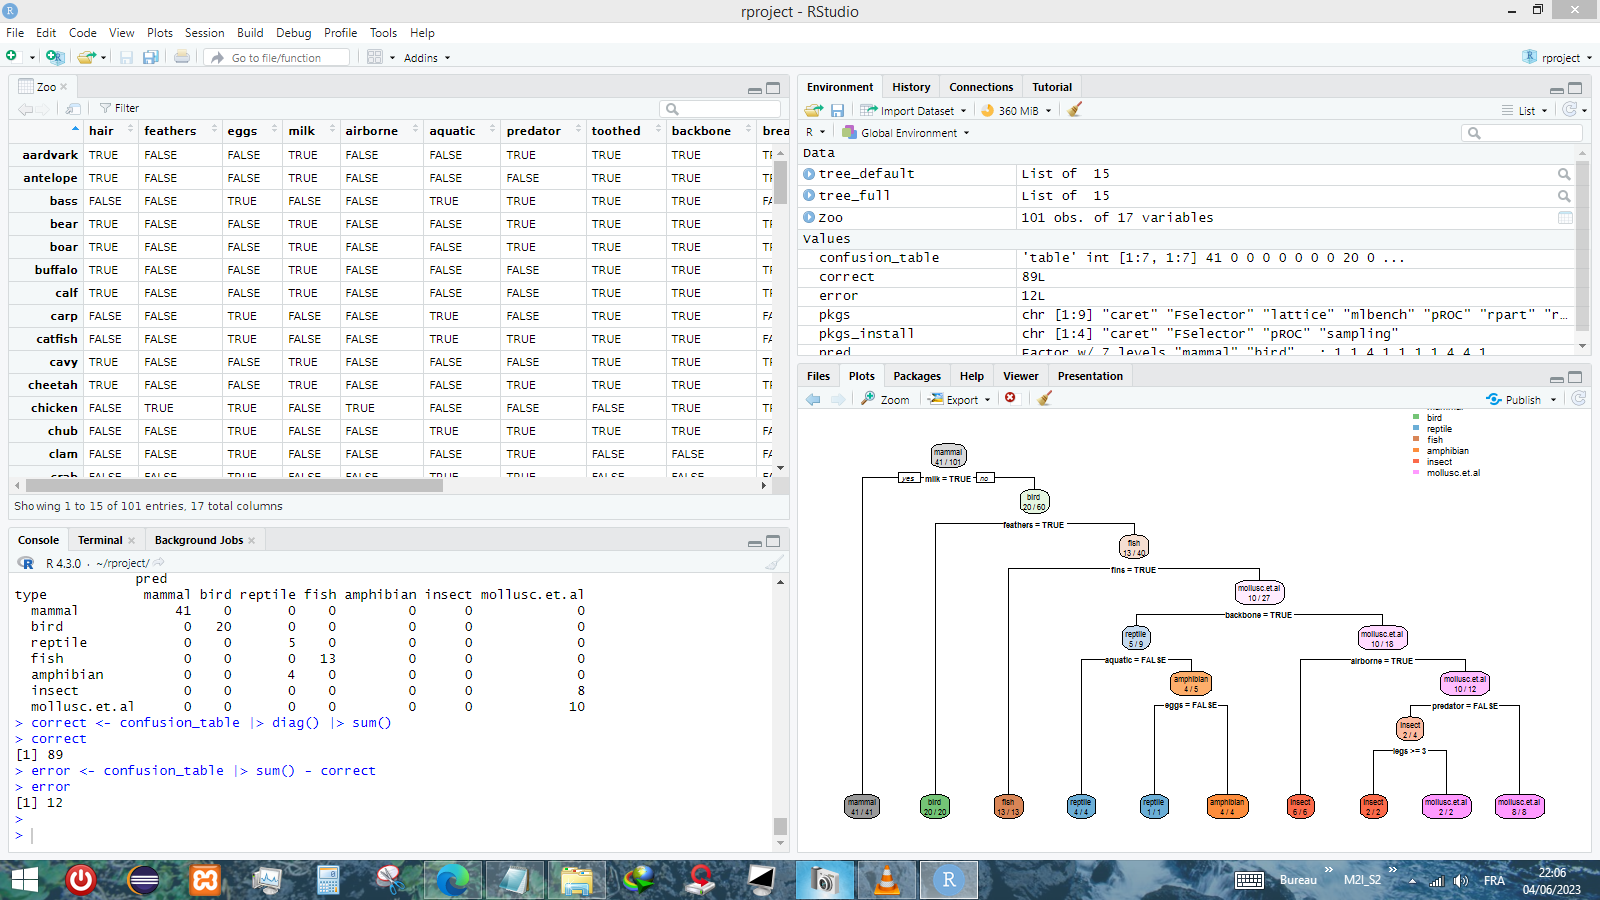 rproject - RStudio
File Edit Code View Plots Session Build Debug Profile Tools Help
Go to file/function Addins rproject
Zoo
Filter
hair feathers eggs milk airborne aquatic predator toothed backbone brea
aardvark TRUE FALSE FALSE TRUE FALSE FALSE TRUE TRUE TRUE
antelope TRUE FALSE FALSE TRUE FALSE FALSE FALSE TRUE TRUE
bass FALSE FALSE TRUE FALSE FALSE TRUE TRUE TRUE TRUE
bear TRUE FALSE FALSE TRUE FALSE FALSE TRUE TRUE TRUE
boar TRUE FALSE FALSE TRUE FALSE FALSE TRUE TRUE TRUE
buffalo TRUE FALSE FALSE TRUE FALSE FALSE FALSE TRUE TRUE
calf TRUE FALSE FALSE TRUE FALSE FALSE FALSE TRUE TRUE
carp FALSE FALSE TRUE FALSE FALSE TRUE FALSE TRUE TRUE
catfish FALSE FALSE TRUE FALSE FALSE TRUE TRUE TRUE TRUE
cavy TRUE FALSE FALSE TRUE FALSE FALSE FALSE TRUE TRUE
cheetah TRUE FALSE FALSE TRUE FALSE FALSE TRUE TRUE TRUE
chicken FALSE TRUE TRUE FALSE TRUE FALSE FALSE FALSE TRUE
chub FALSE FALSE TRUE FALSE FALSE TRUE TRUE TRUE TRUE
clam FALSE FALSE TRUE FALSE FALSE FALSE TRUE FALSE FALSE
crab FALSE FALSE TRUE FALSE FALSE TRUE TRUE FALSE FALSE
Showing 1 to 15 of 101 entries, 17 total columns
Console Terminal Background Jobs
R 4.3.0 · ~/rproject/
pred
type mammal bird reptile fish amphibian insect mollusc.et.al
mammal 41 0 0 0 0 0 0
bird 0 20 0 0 0 0 0
reptile 0 0 5 0 0 0 0
fish 0 0 0 13 0 0 0
amphibian 0 0 4 0 0 0 0
insect 0 0 0 0 0 0 8
mollusc.et.al 0 0 0 0 0 0 10
> correct <- confusion_table |> diag() |> sum()
> correct
[1] 89
> error <- confusion_table |> sum() - correct
> error
[1] 12
>
>
Environment History Connections Tutorial
Import Dataset 360 MiB List
R Global Environment
Data
tree_default List of 15
tree_full List of 15
Zoo 101 obs. of 17 variables
Values
confusion_table 'table' int [1:7, 1:7] 41 0 0 0 0 0 0 0 20 0 ...
correct 89L
error 12L
pkgs chr [1:9] "caret" "FSelector" "lattice" "mlbench" "pROC" "rpart" "r…
pkgs_install chr [1:4] "caret" "FSelector" "pROC" "sampling"
pred Factor w/ 7 levels "mammal","bird",..: 1 1 4 1 1 1 1 4 4 1
Files Plots Packages Help Viewer Presentation
Zoom Export Publish
mammal
bird
reptile
fish
amphibian
insect
mollusc.et.al
mammal
41 / 101
yes milk = TRUE no
bird
20 / 60
feathers = TRUE
fish
13 / 40
fins = TRUE
mollusc.et.al
10 / 27
backbone = TRUE
reptile
5 / 9
mollusc.et.al
10 / 18
aquatic = FALSE
airborne = TRUE
amphibian
4 / 5
mollusc.et.al
10 / 12
eggs = FALSE
predator = FALSE
insect
2 / 4
legs >= 3
mammal
41 / 41
bird
20 / 20
fish
13 / 13
reptile
4 / 4
reptile
1 / 1
amphibian
4 / 4
insect
6 / 6
insect
2 / 2
mollusc.et.al
2 / 2
mollusc.et.al
8 / 8
Bureau M2I_S2 FRA
22:06
04/06/2023